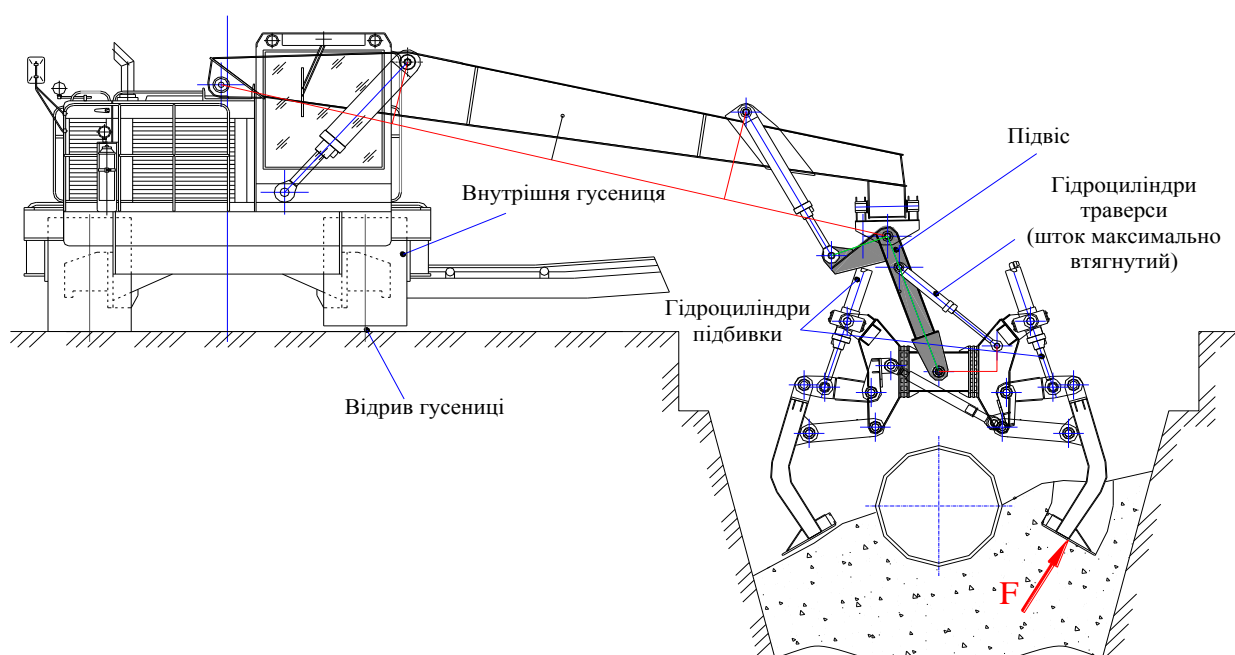 Підвіс
Гідроциліндри
траверси
(шток максимально
втягнутий)
Внутрішня гусениця
Гідроциліндри
підбивки
Відрив гусениці
F